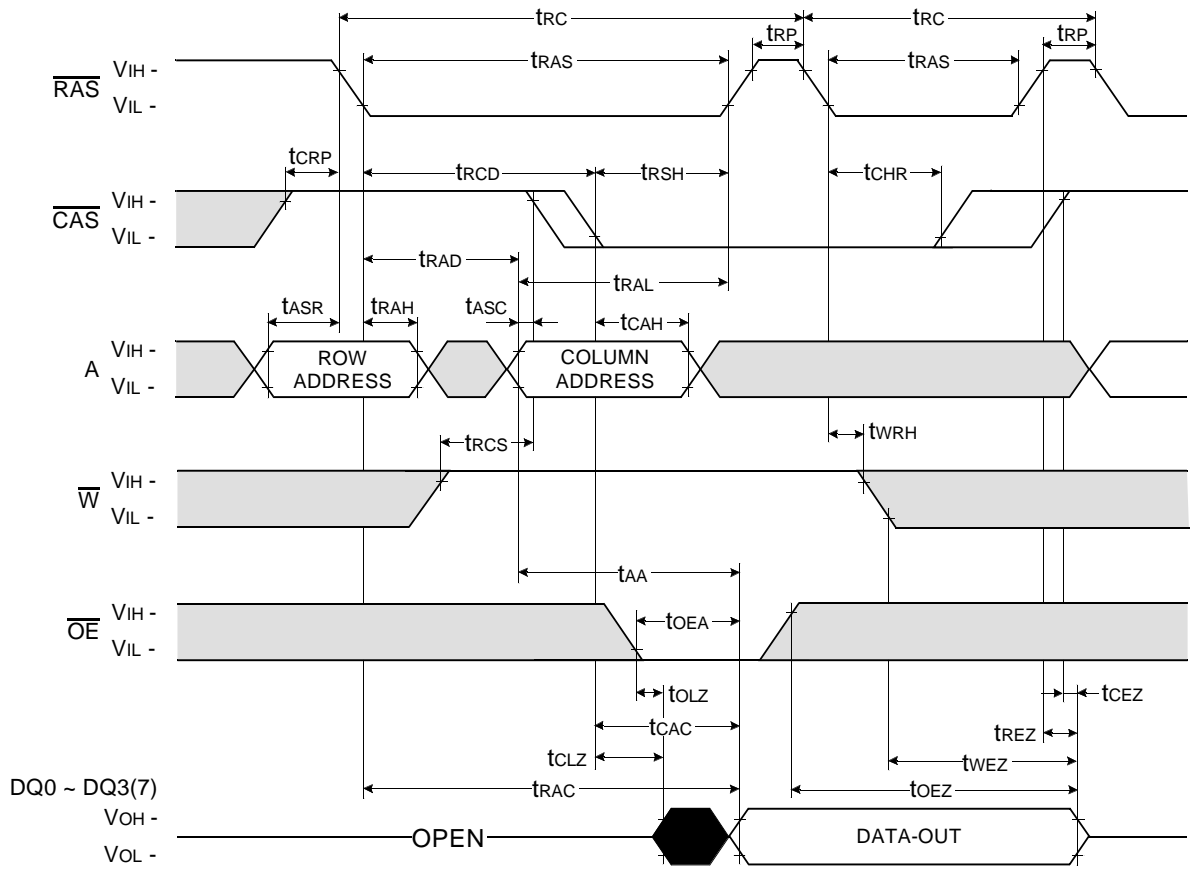 tRC tRC
tRP tRP
tRAS tRAS
RAS VIH -
VIL -
tCRP tRCD tRSH tCHR
CAS VIH -
VIL -
tRAD
tRAL
tASR tRAH tASC tCAH
A VIH -
VIL -
ROW
ADDRESS
COLUMN
ADDRESS
tWRH
tRCS
W VIH -
VIL -
tAA
OE VIH -
VIL -
tOEA
tOLZ tCEZ
tCAC tREZ
tCLZ tWEZ
tRAC tOEZ
DQ0 ~ DQ3(7)
VOH -
VOL -
OPEN DATA-OUT